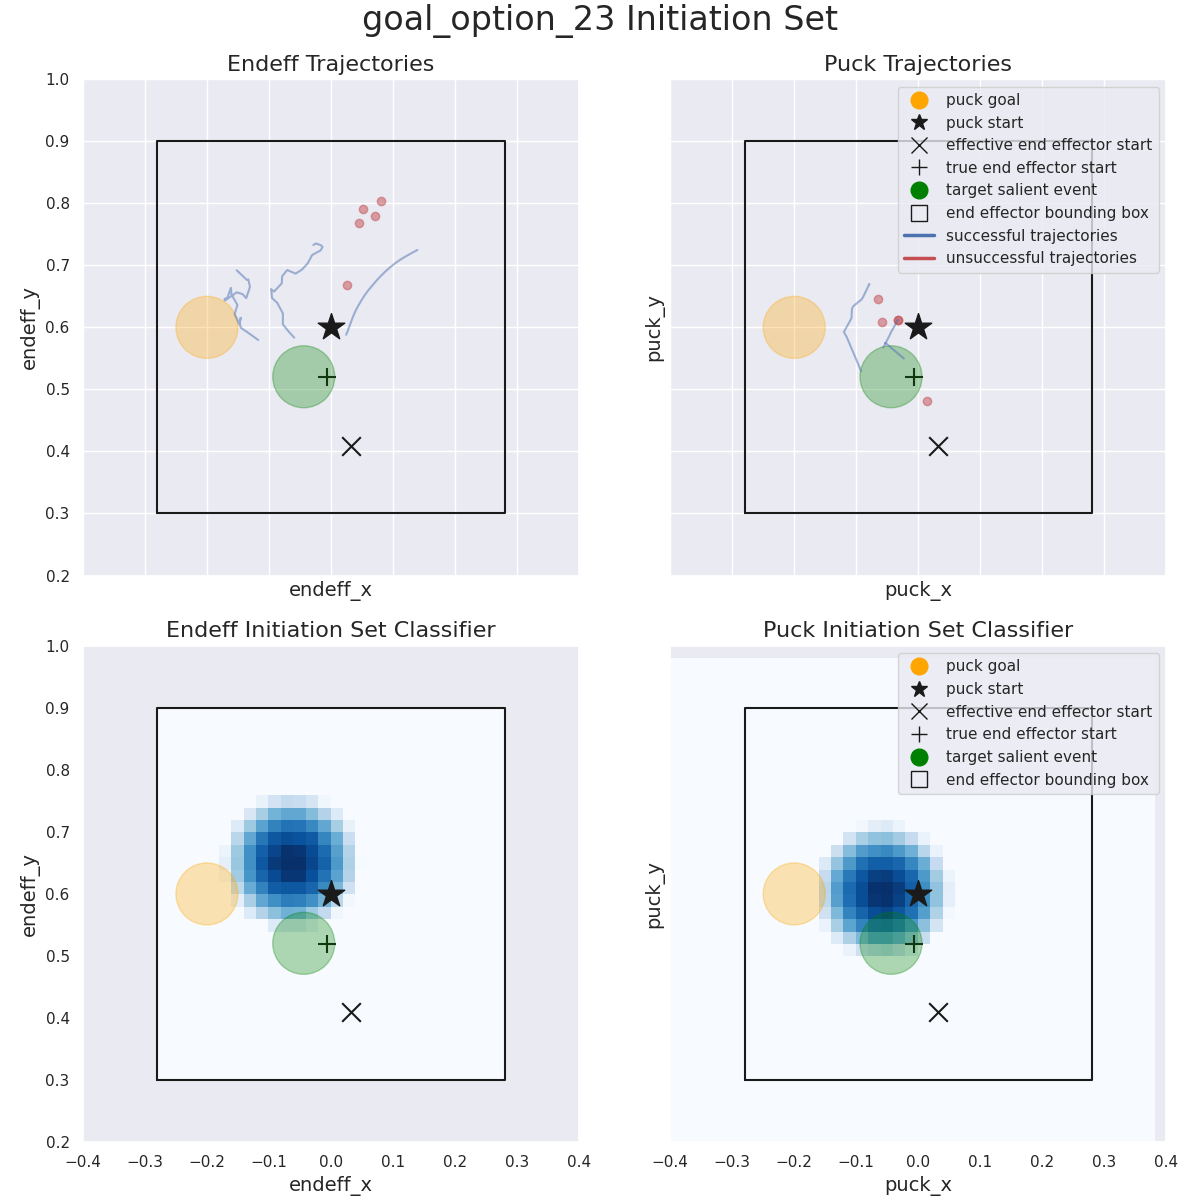 goal_option_23 Initiation Set
Endeff Trajectories
1.0
0.9
0.8
0.7
0.6
0.5
0.4
0.3
0.2
endeff_y
endeff_x
Puck Trajectories
puck goal
puck start
effective end effector start
true end effector start
target salient event
end effector bounding box
successful trajectories
unsuccessful trajectories
puck_y
puck_x
Endeff Initiation Set Classifier
1.0
0.9
0.8
0.7
0.6
0.5
0.4
0.3
0.2
endeff_y
−0.4 −0.3 −0.2 −0.1 0.0 0.1 0.2 0.3 0.4
endeff_x
Puck Initiation Set Classifier
puck goal
puck start
effective end effector start
true end effector start
target salient event
end effector bounding box
puck_y
−0.4 −0.3 −0.2 −0.1 0.0 0.1 0.2 0.3 0.4
puck_x